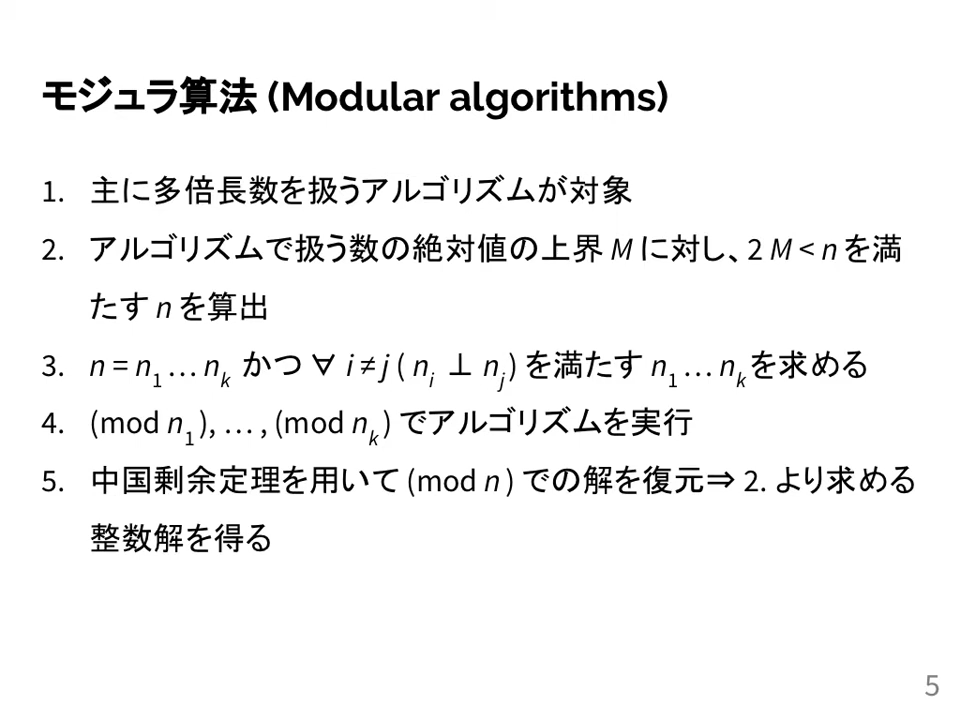 モジュラ算法 (Modular algorithms)
1. 主に多倍長数を扱うアルゴリズムが対象
2. アルゴリズムで扱う数の絶対値の上界 M に対し、2 M < n を満
たす n を算出
3. n = n₁ … nₖ かつ ∀ i ≠ j ( nᵢ ⊥ nⱼ ) を満たす n₁ … nₖ を求める
4. (mod n₁), … , (mod nₖ) でアルゴリズムを実行
5. 中国剰余定理を用いて (mod n ) での解を復元⇒ 2. より求める
整数解を得る
5